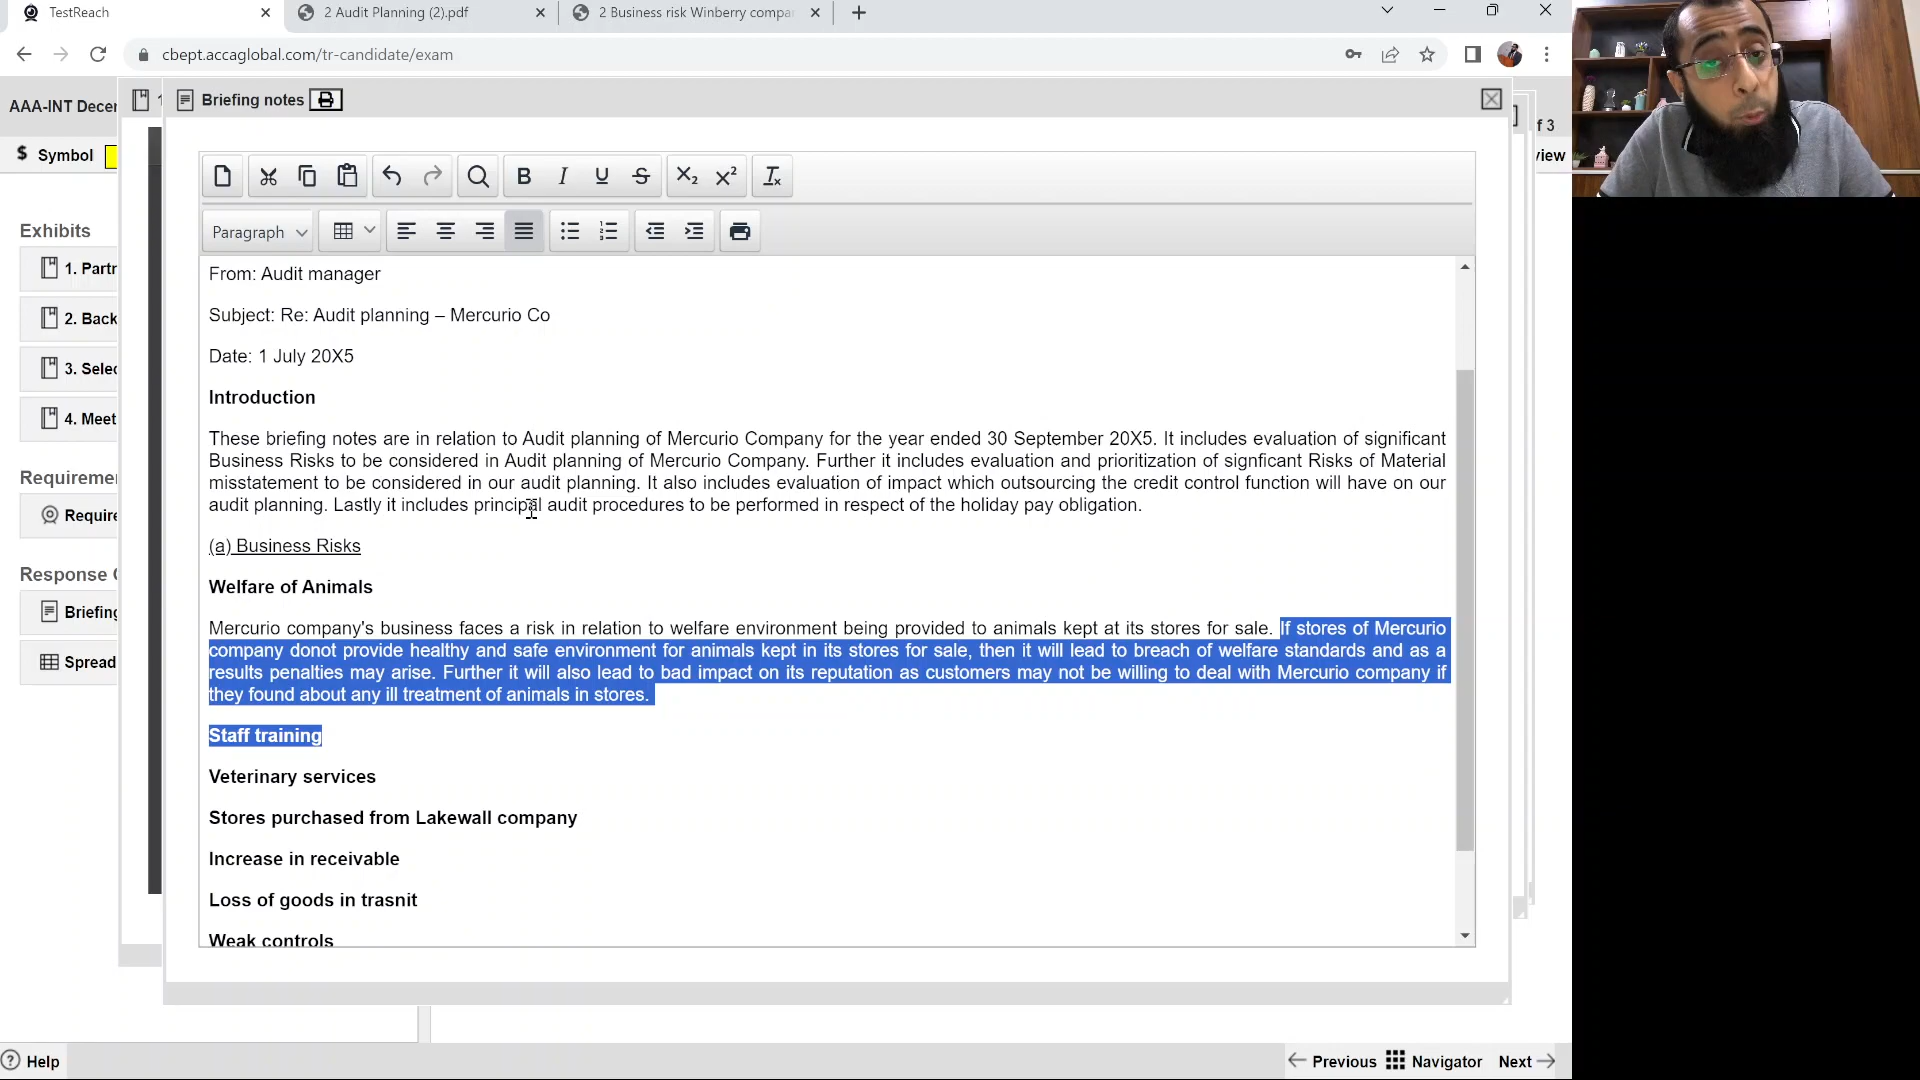 TestReach
2 Audit Planning (2).pdf
2 Business risk Winberry compar
cbept.accaglobal.com/tr-candidate/exam
AAA-INT Decer
Briefing notes
f 3
$ Symbol
view
Exhibits
1. Partr
2. Back
3. Selec
4. Meet
Requiremer
Require
Response
Briefing
Spread
B I U S X₂ X² Tx
Paragraph
From: Audit manager
Subject: Re: Audit planning – Mercurio Co
Date: 1 July 20X5
Introduction
These briefing notes are in relation to Audit planning of Mercurio Company for the year ended 30 September 20X5. It includes evaluation of significant
Business Risks to be considered in Audit planning of Mercurio Company. Further it includes evaluation and prioritization of signficant Risks of Material
misstatement to be considered in our audit planning. It also includes evaluation of impact which outsourcing the credit control function will have on our
audit planning. Lastly it includes principal audit procedures to be performed in respect of the holiday pay obligation.
(a) Business Risks
Welfare of Animals
Mercurio company's business faces a risk in relation to welfare environment being provided to animals kept at its stores for sale. If stores of Mercurio
company donot provide healthy and safe environment for animals kept in its stores for sale, then it will lead to breach of welfare standards and as a
results penalties may arise. Further it will also lead to bad impact on its reputation as customers may not be willing to deal with Mercurio company if
they found about any ill treatment of animals in stores.
Staff training
Veterinary services
Stores purchased from Lakewall company
Increase in receivable
Loss of goods in trasnit
Weak controls
Help
Previous
Navigator
Next